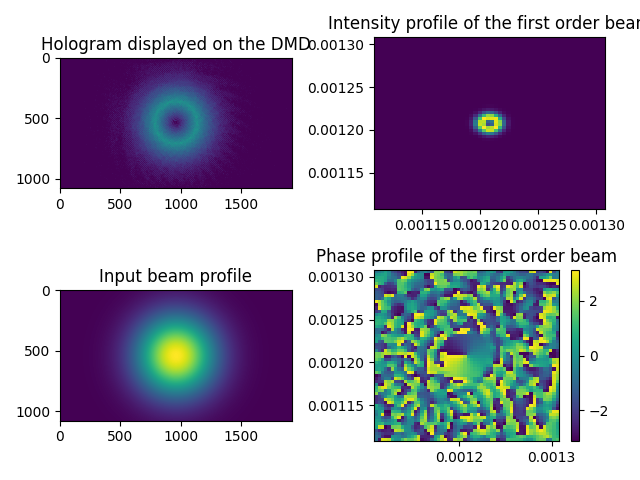 Hologram displayed on the DMD
0
500
1000
0 500 1000 1500
Intensity profile of the first order bear
0.00130
0.00125
0.00120
0.00115
0.00115 0.00120 0.00125 0.00130
Input beam profile
0
500
1000
0 500 1000 1500
Phase profile of the first order beam
0.00130
0.00125
0.00120
0.00115
0.0012 0.0013
2
0
−2